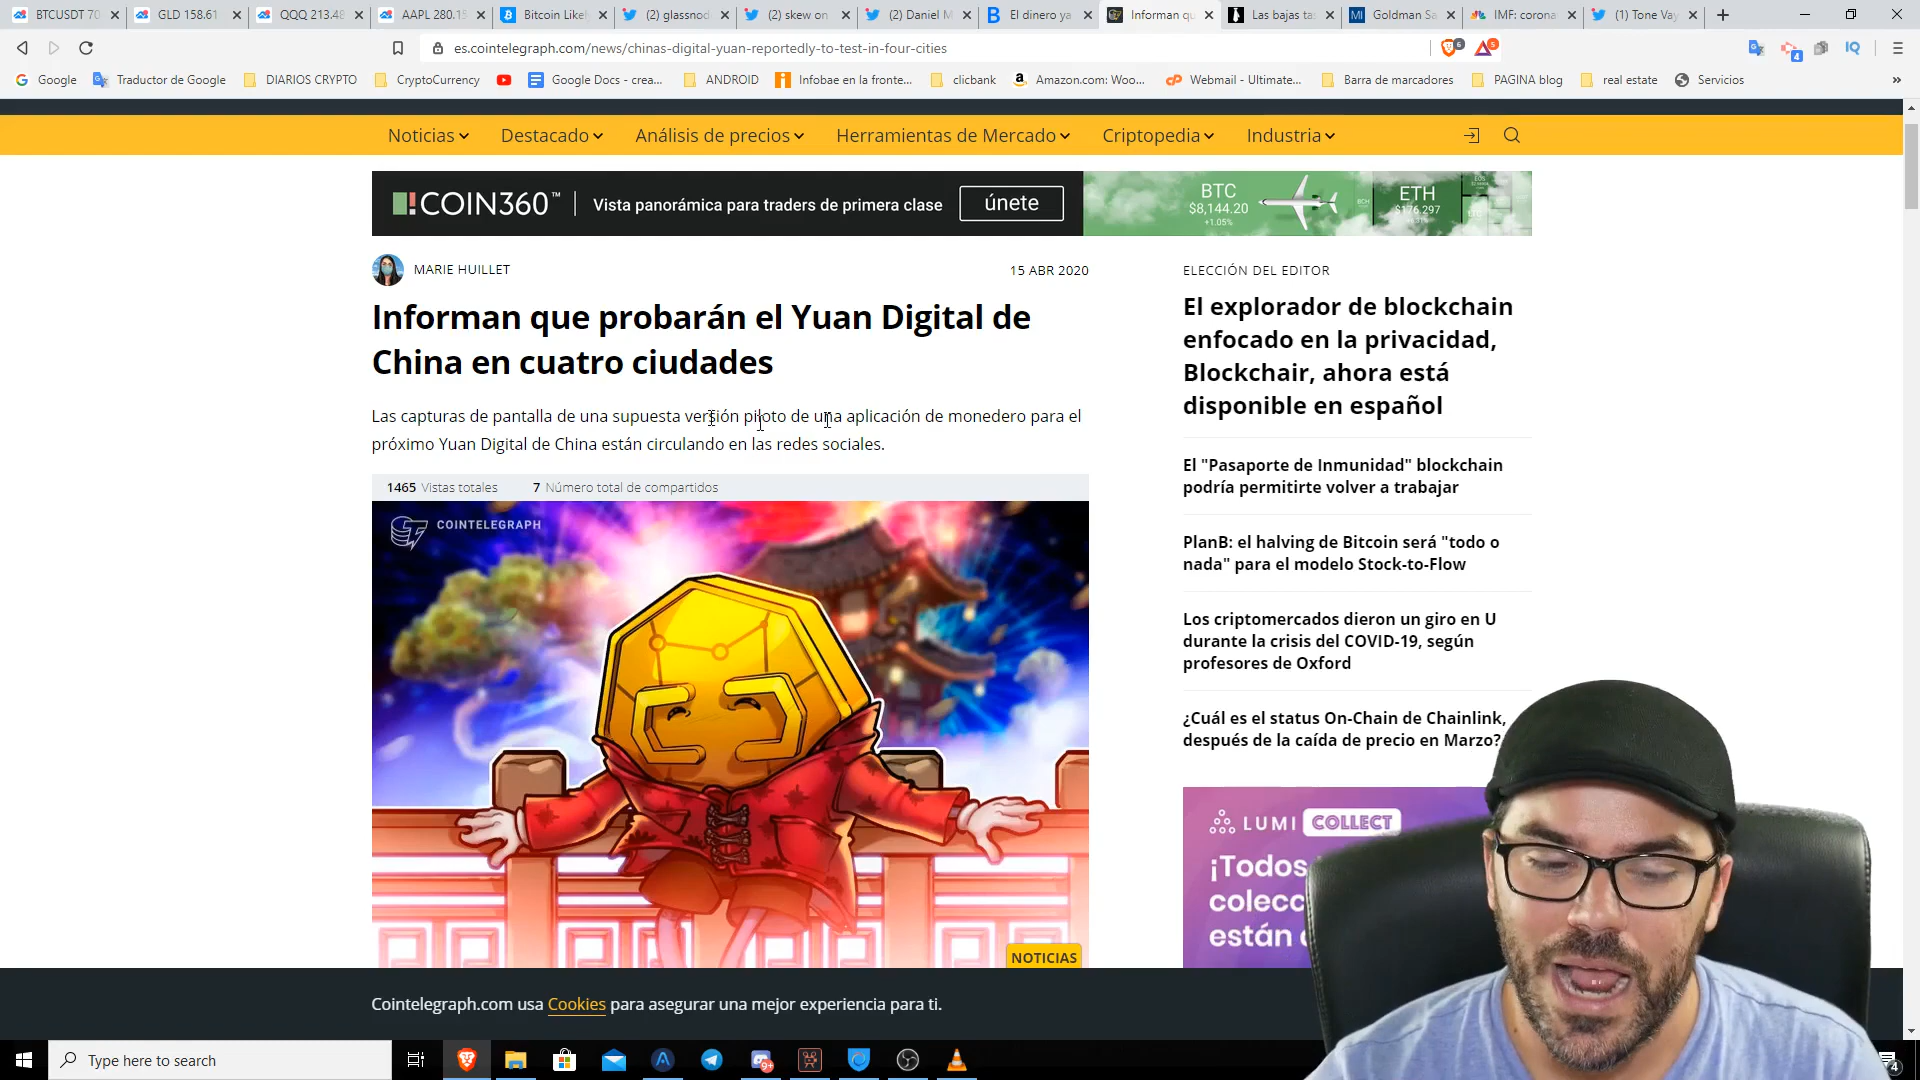 BTCUSDT 70
GLD 158.61
QQQ 213.48
AAPL 280.15
Bitcoin Likel
(2) glassnod
(2) skew on
(2) Daniel M
El dinero ya
Informan qu
Las bajas ta
Goldman Sa
IMF: corona
(1) Tone Vay
es.cointelegraph.com/news/chinas-digital-yuan-reportedly-to-test-in-four-cities
Google
Traductor de Google
DIARIOS CRYPTO
CryptoCurrency
Google Docs - crea...
ANDROID
Infobae en la fronte...
clicbank
Amazon.com: Woo...
Webmail - Ultimate...
Barra de marcadores
PAGINA blog
real estate
Servicios
Noticias
Destacado
Análisis de precios
Herramientas de Mercado
Criptopedia
Industria
COIN360™
Vista panorámica para traders de primera clase
únete
BTC
$8,144.20
+1.05%
ETH
$176.297
MARIE HUILLET
15 ABR 2020
Informan que probarán el Yuan Digital de
China en cuatro ciudades
Las capturas de pantalla de una supuesta versión piloto de una aplicación de monedero para el
próximo Yuan Digital de China están circulando en las redes sociales.
1465 Vistas totales
7 Número total de compartidos
COINTELEGRAPH
NOTICIAS
ELECCIÓN DEL EDITOR
El explorador de blockchain
enfocado en la privacidad,
Blockchair, ahora está
disponible en español
El "Pasaporte de Inmunidad" blockchain
podría permitirte volver a trabajar
PlanB: el halving de Bitcoin será "todo o
nada" para el modelo Stock-to-Flow
Los criptomercados dieron un giro en U
durante la crisis del COVID-19, según
profesores de Oxford
¿Cuál es el status On-Chain de Chainlink,
después de la caída de precio en Marzo?
LUMI COLLECT
¡Todos
colecc
están
Cointelegraph.com usa Cookies para asegurar una mejor experiencia para ti.
Type here to search